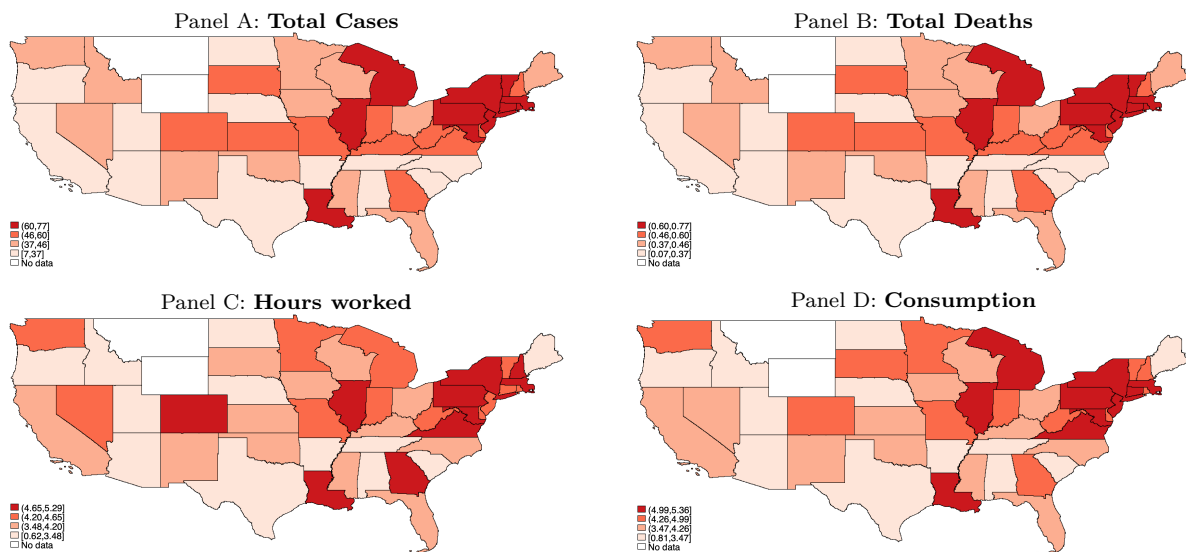 Panel A: Total Cases
(60,77]
(46,60]
(37,46]
[7,37]
No data
Panel B: Total Deaths
(0.60,0.77]
(0.46,0.60]
(0.37,0.46]
[0.07,0.37]
No data
Panel C: Hours worked
(4.65,5.29]
(4.20,4.65]
(3.48,4.20]
[0.62,3.48]
No data
Panel D: Consumption
(4.99,5.36]
(4.26,4.99]
(3.47,4.26]
[0.81,3.47]
No data